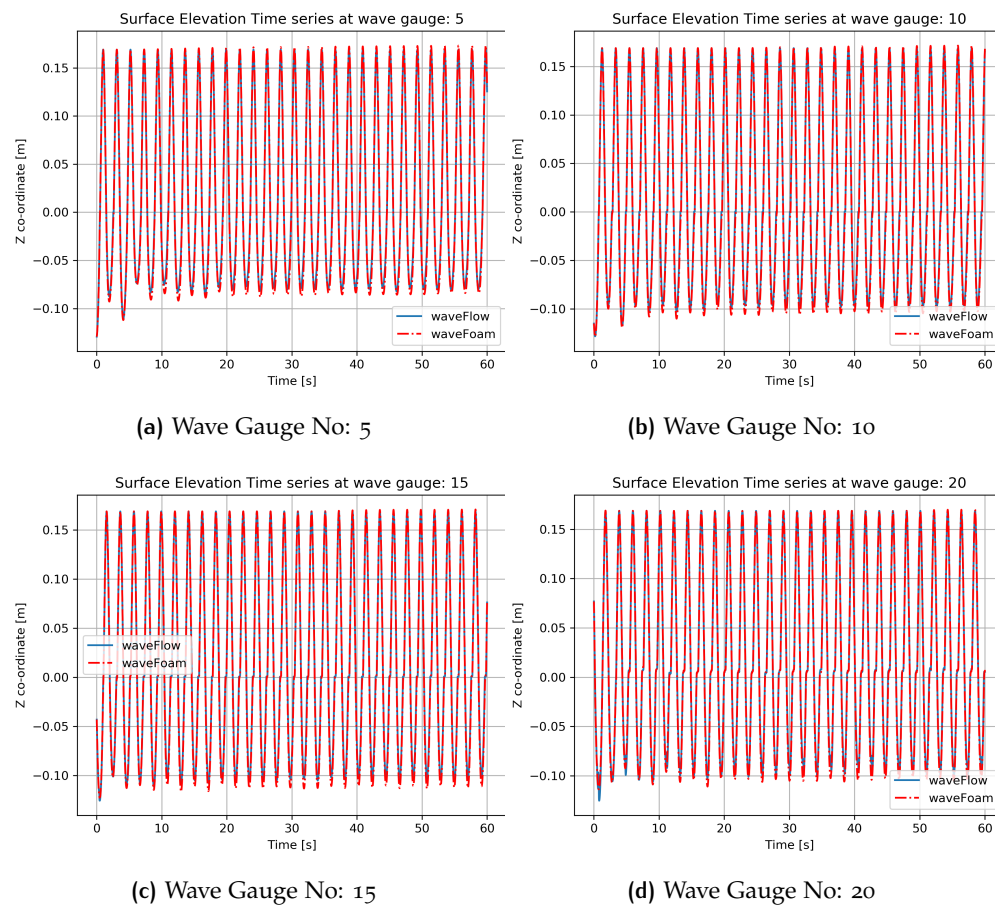 Surface Elevation Time series at wave gauge: 5
0.15
0.10
0.05
0.00
−0.05
−0.10
Z co-ordinate [m]
waveFlow
waveFoam
0 10 20 30 40 50 60
Time [s]
(a) Wave Gauge No: 5
Surface Elevation Time series at wave gauge: 10
0.15
0.10
0.05
0.00
−0.05
−0.10
Z co-ordinate [m]
waveFlow
waveFoam
0 10 20 30 40 50 60
Time [s]
(b) Wave Gauge No: 10
Surface Elevation Time series at wave gauge: 15
0.15
0.10
0.05
0.00
−0.05
−0.10
Z co-ordinate [m]
waveFlow
waveFoam
0 10 20 30 40 50 60
Time [s]
(c) Wave Gauge No: 15
Surface Elevation Time series at wave gauge: 20
0.15
0.10
0.05
0.00
−0.05
−0.10
Z co-ordinate [m]
waveFlow
waveFoam
0 10 20 30 40 50 60
Time [s]
(d) Wave Gauge No: 20